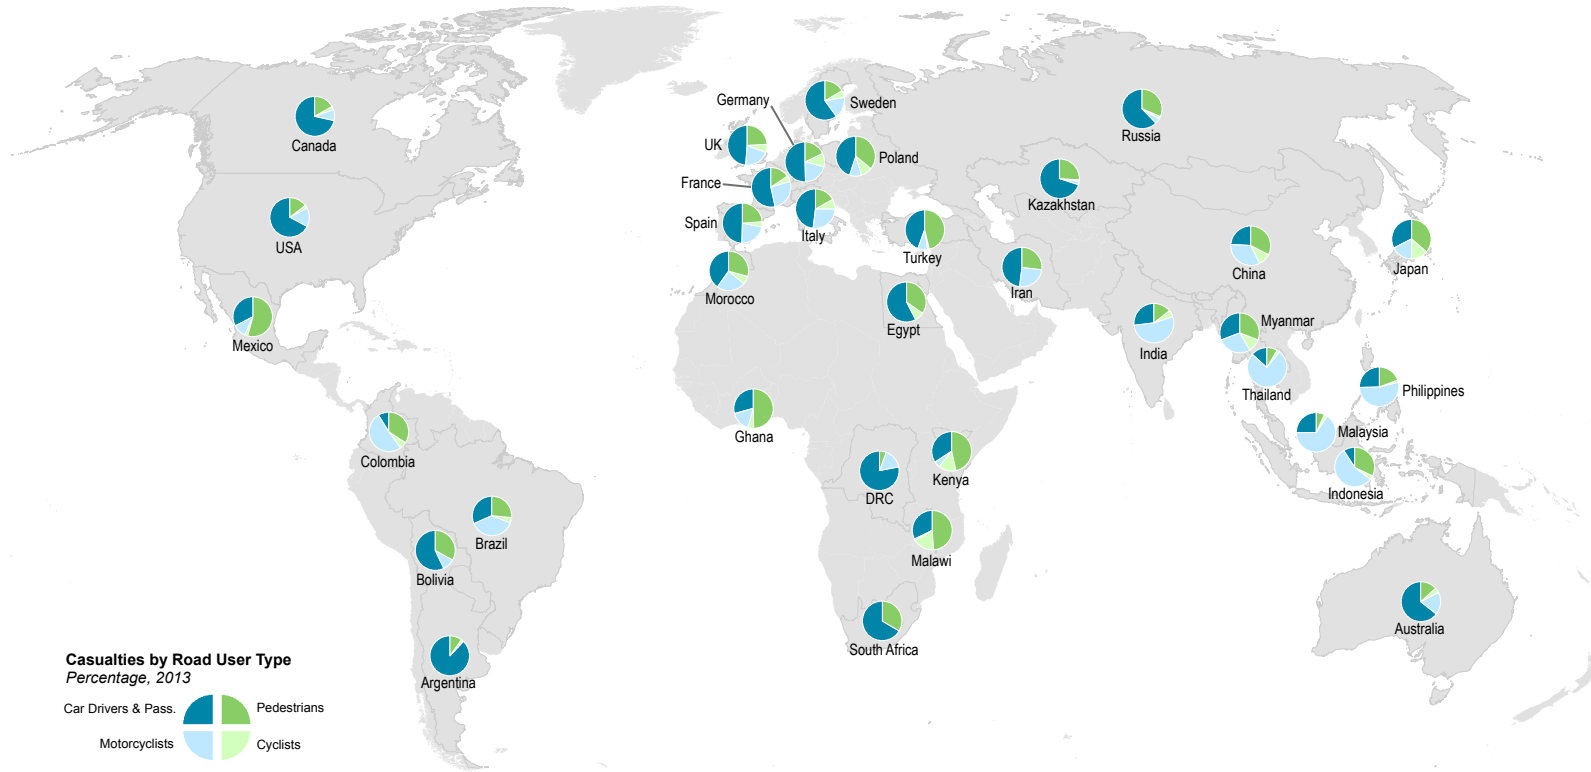 Germany
Sweden
Canada
Russia
UK
Poland
France
Kazakhstan
USA
Spain
Italy
Turkey
China
Japan
Morocco
Iran
Egypt
Myanmar
Mexico
India
Thailand
Philippines
Ghana
Malaysia
Colombia
Kenya
DRC
Indonesia
Brazil
Malawi
Bolivia
Australia
South Africa
Argentina
Casualties by Road User Type
Percentage, 2013
Car Drivers & Pass.
Pedestrians
Motorcyclists
Cyclists